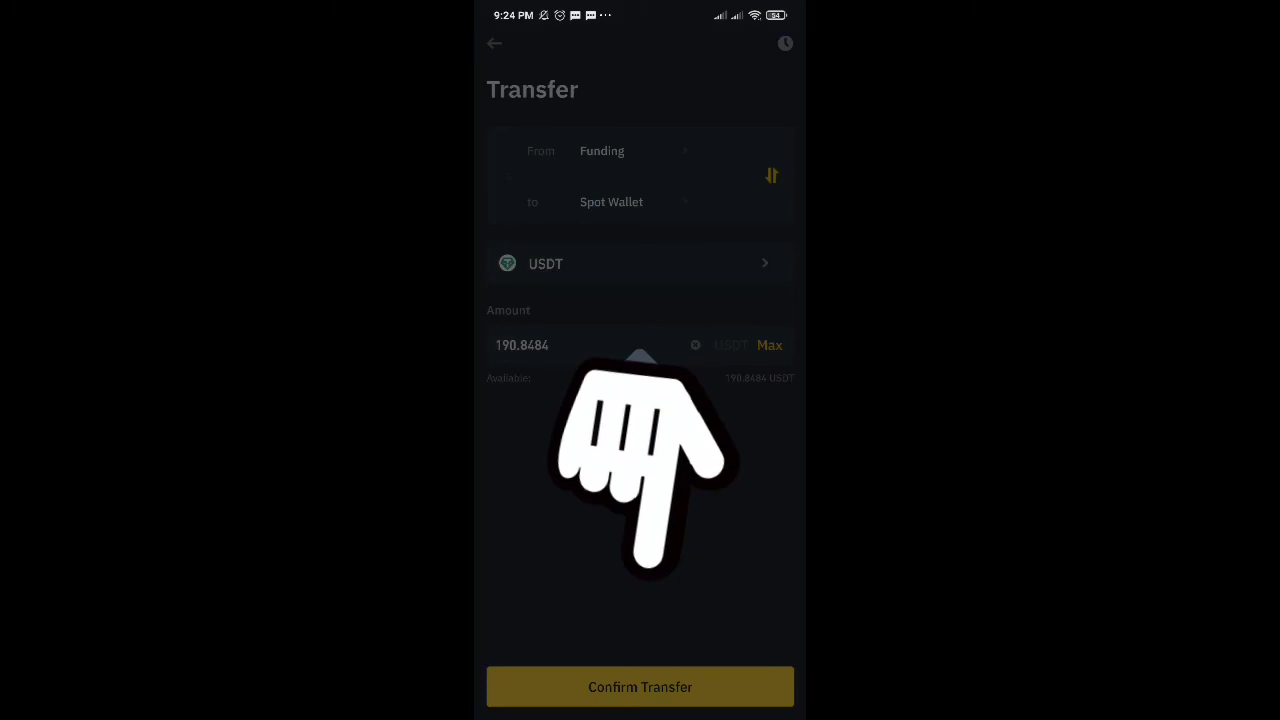 9:24 PM 54
Transfer
From Funding
to Spot Wallet
USDT
Amount
190.8484 USDT Max
Available: 190.8484 USDT
Confirm Transfer